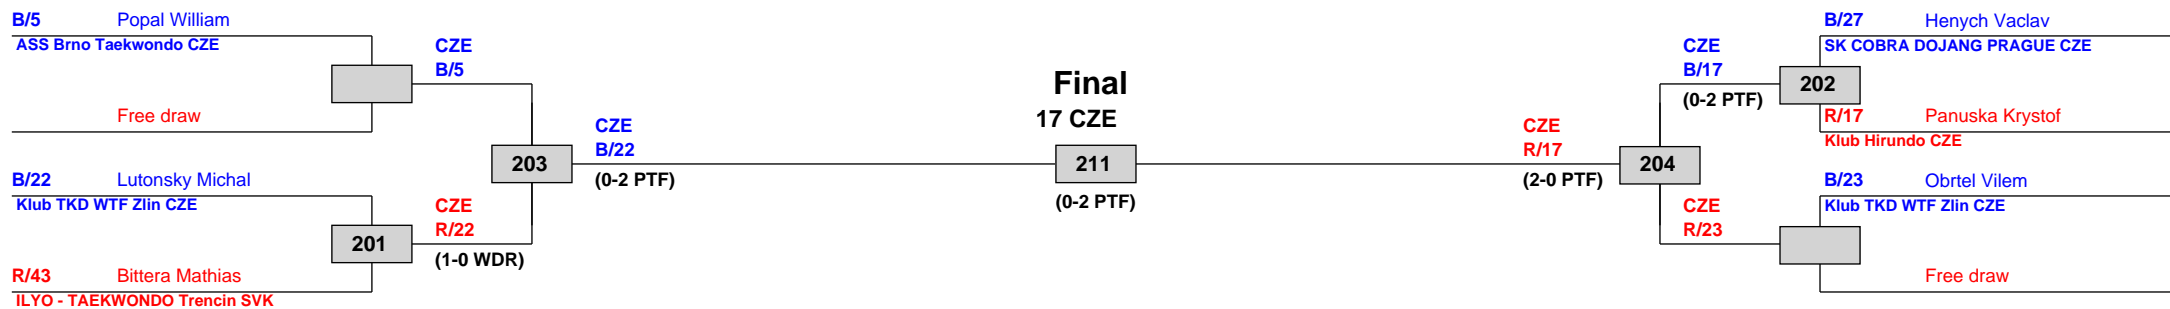 B/5 Popal William
ASS Brno Taekwondo CZE
Free draw
B/22 Lutonsky Michal
Klub TKD WTF Zlin CZE
R/43 Bittera Mathias
ILYO - TAEKWONDO Trencin SVK
CZE
B/5
201
CZE
R/22
(1-0 WDR)
203
CZE
B/22
(0-2 PTF)
Final
17 CZE
211
(0-2 PTF)
CZE
R/17
(2-0 PTF)
204
CZE
B/17
(0-2 PTF)
CZE
R/23
202
B/27 Henych Vaclav
SK COBRA DOJANG PRAGUE CZE
R/17 Panuska Krystof
Klub Hirundo CZE
B/23 Obrtel Vilem
Klub TKD WTF Zlin CZE
Free draw